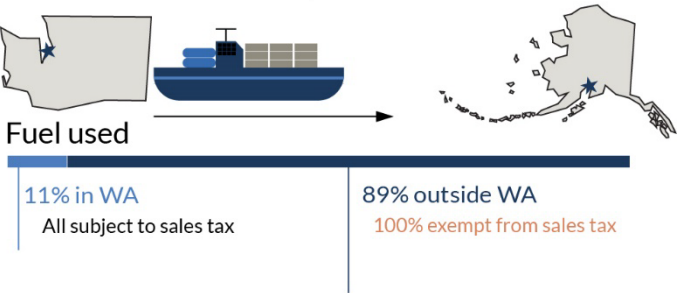 Fuel used
11% in WA
89% outside WA
All subject to sales tax
100% exempt from sales tax